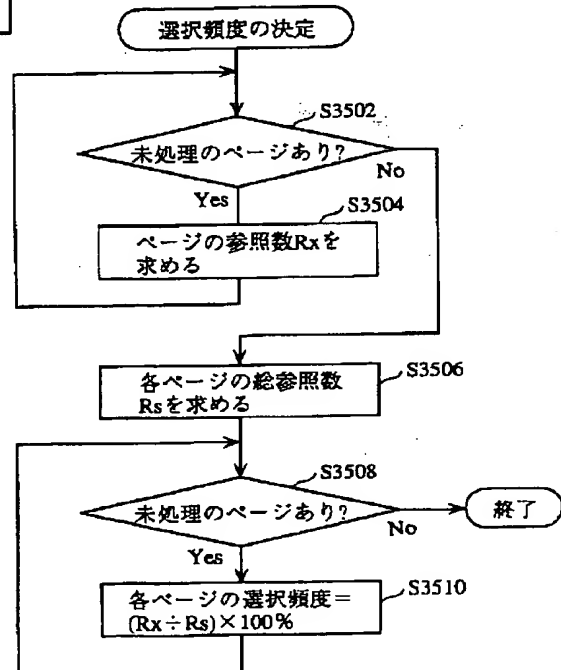 選択頻度の決定
S3502
未処理のページあり?
No
Yes
S3504
ページの参照数Rxを
求める
S3506
各ページの総参照数
Rsを求める
S3508
未処理のページあり?
No
終了
Yes
S3510
各ページの選択頻度＝
(Rx÷Rs)×100%